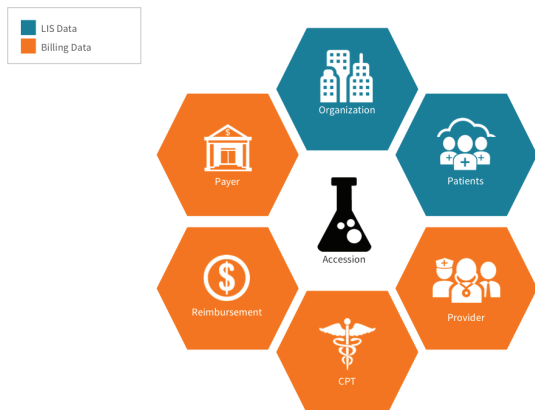 LIS Data
Billing Data
Organization
Payer
$
Patients
Accession
Reimbursement
$
Provider
CPT